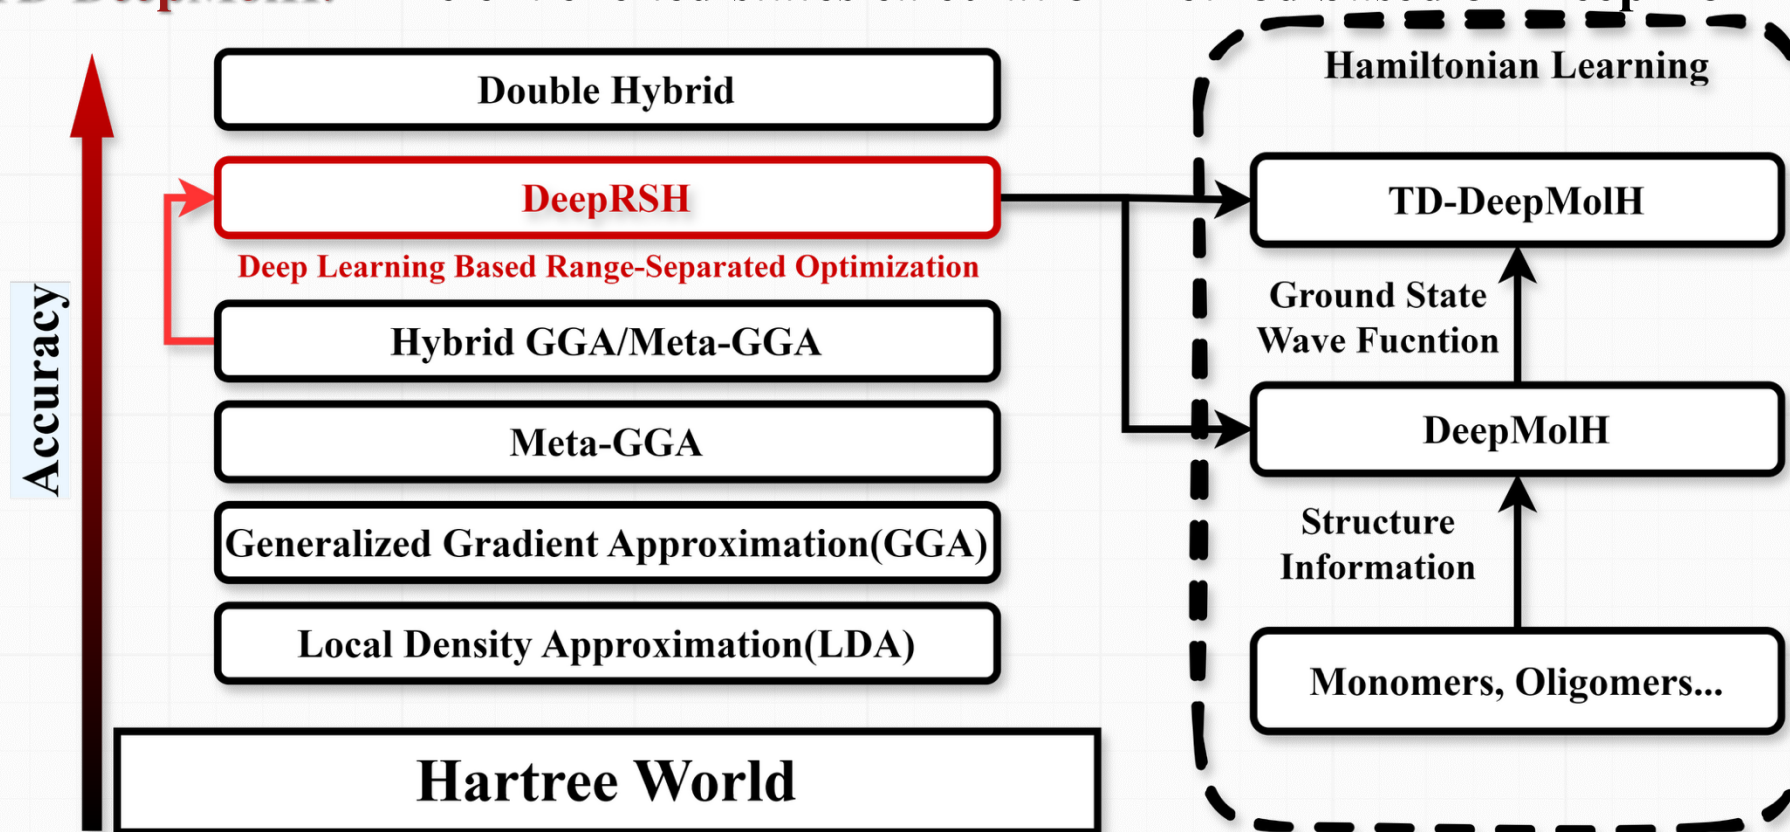 Double Hybrid
DeepRSH
Deep Learning Based Range-Separated Optimization
Hybrid GGA/Meta-GGA
Meta-GGA
Generalized Gradient Approximation(GGA)
Local Density Approximation(LDA)
Hartree World
Accuracy
Hamiltonian Learning
TD-DeepMolH
Ground State
Wave Fucntion
DeepMolH
Structure
Information
Monomers, Oligomers...